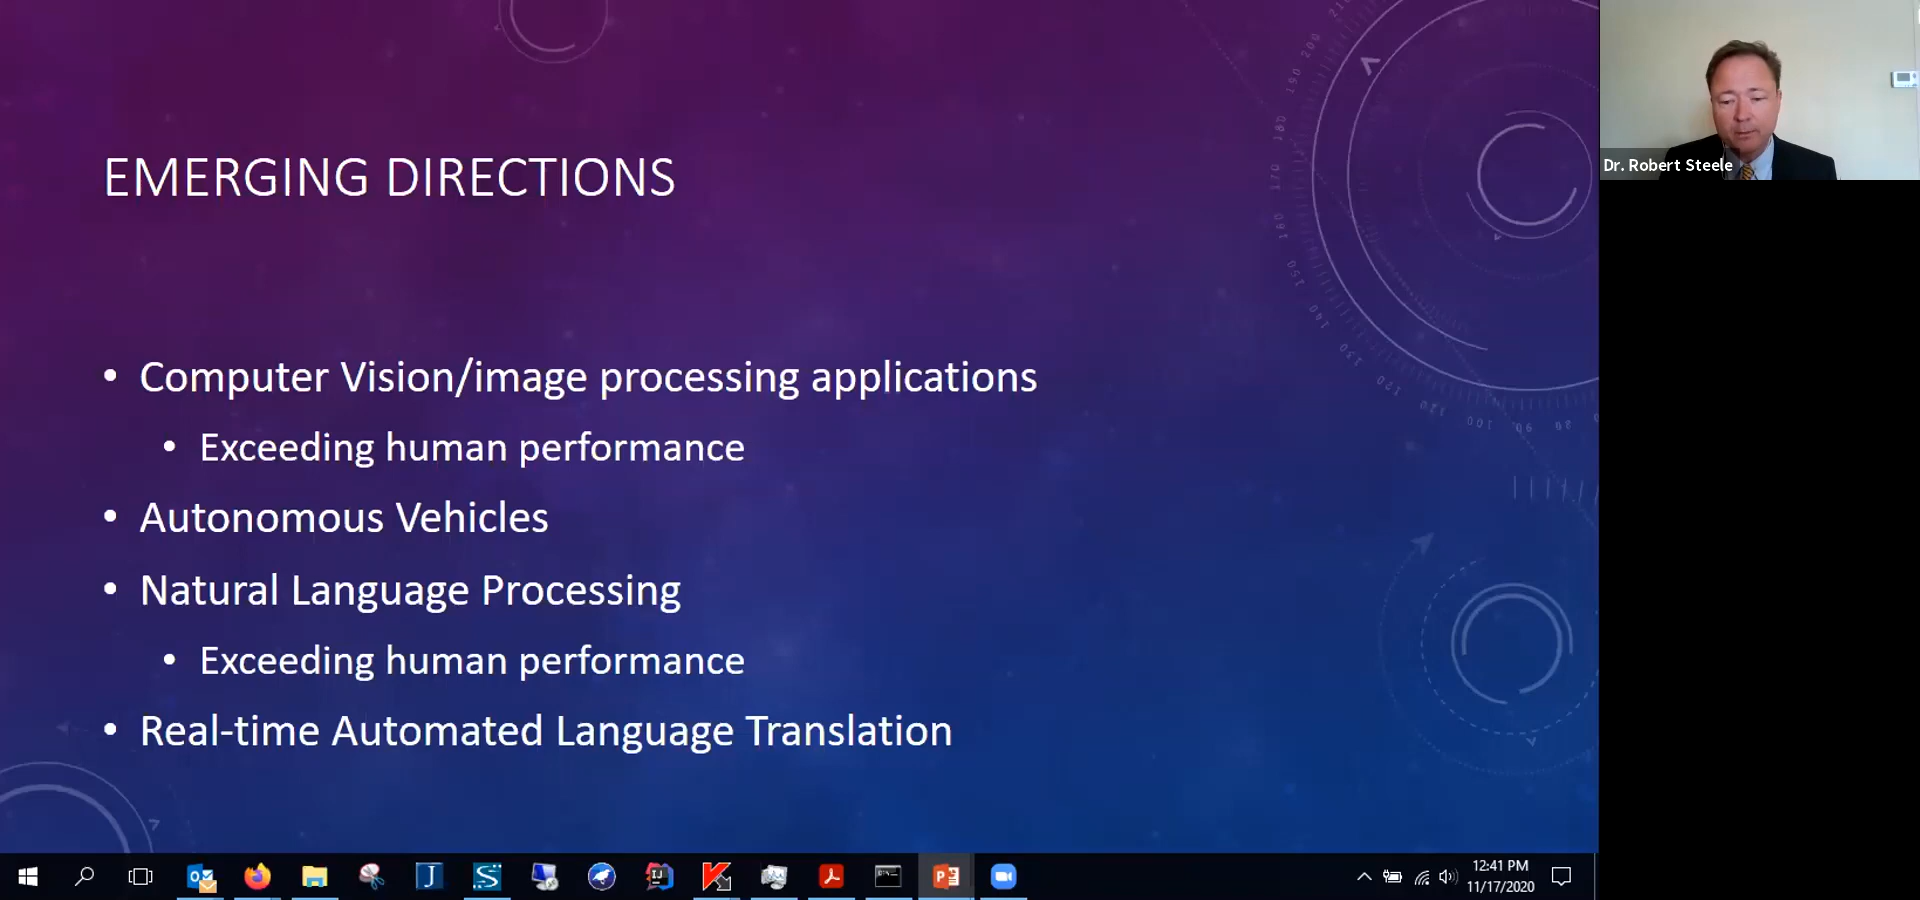 EMERGING DIRECTIONS
• Computer Vision/image processing applications
• Exceeding human performance
• Autonomous Vehicles
• Natural Language Processing
• Exceeding human performance
• Real-time Automated Language Translation
Dr. Robert Steele
12:41 PM
11/17/2020